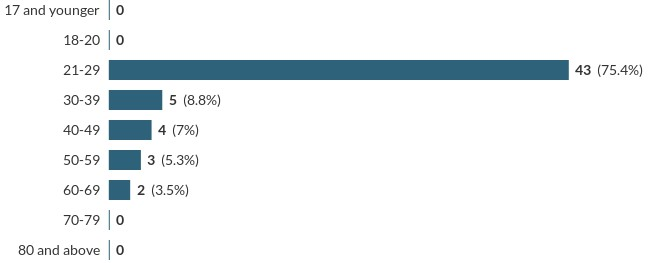 17 and younger 0
18-20 0
21-29 43 (75.4%)
30-39 5 (8.8%)
40-49 4 (7%)
50-59 3 (5.3%)
60-69 2 (3.5%)
70-79 0
80 and above 0